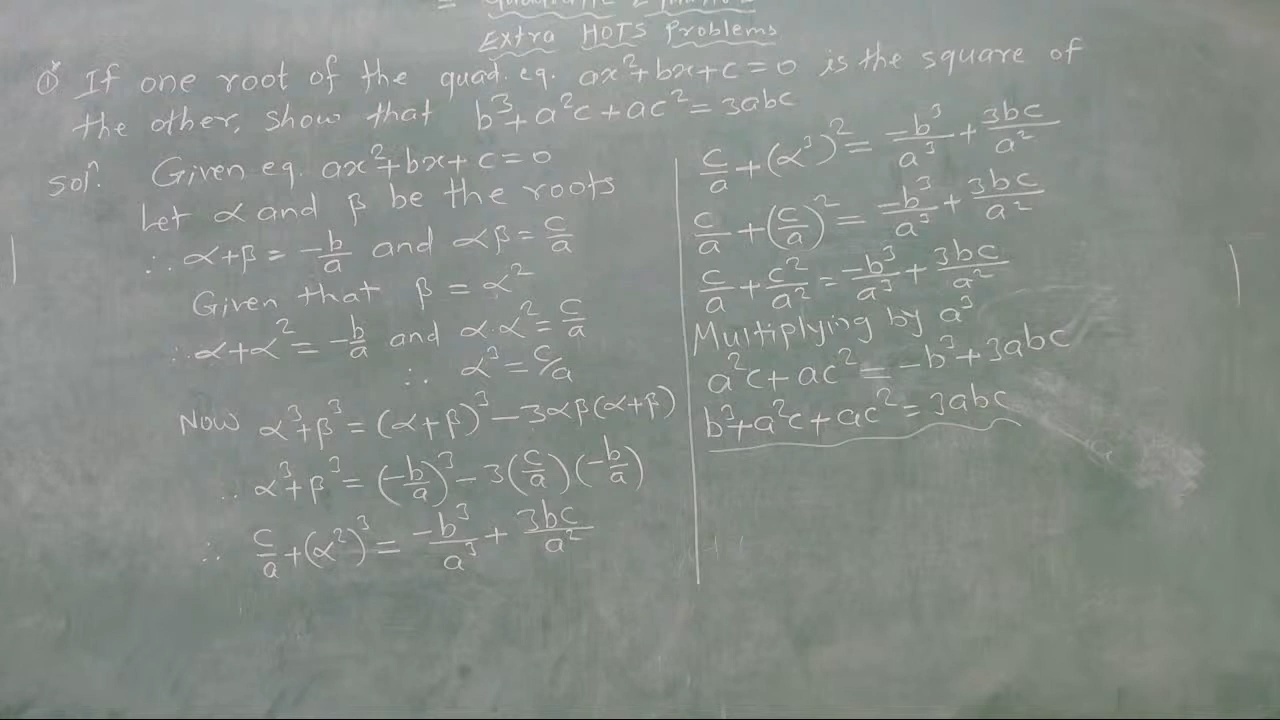 Extra HOTS Problems
① If one root of the quad. eq. ax²+bx+c=0 is the square of
the other, show that b³+a²c+ac²=3abc
Solⁿ. Given eq. ax²+bx+c=0
Let α and β be the roots
∴ α+β = -b/a and αβ = c/a
Given that β = α²
∴ α+α² = -b/a and α·α² = c/a
∴ α³ = c/a
Now α³+β³ = (α+β)³ - 3αβ(α+β)
∴ α³+β³ = (-b/a)³ - 3(c/a)(-b/a)
∴ c/a + (α²)³ = -b³/a³ + 3bc/a²
c/a + (α³)² = -b³/a³ + 3bc/a²
c/a + (c/a)² = -b³/a³ + 3bc/a²
c/a + c²/a² = -b³/a³ + 3bc/a²
Multiplying by a³
a²c + ac² = -b³ + 3abc
b³+a²c+ac² = 3abc